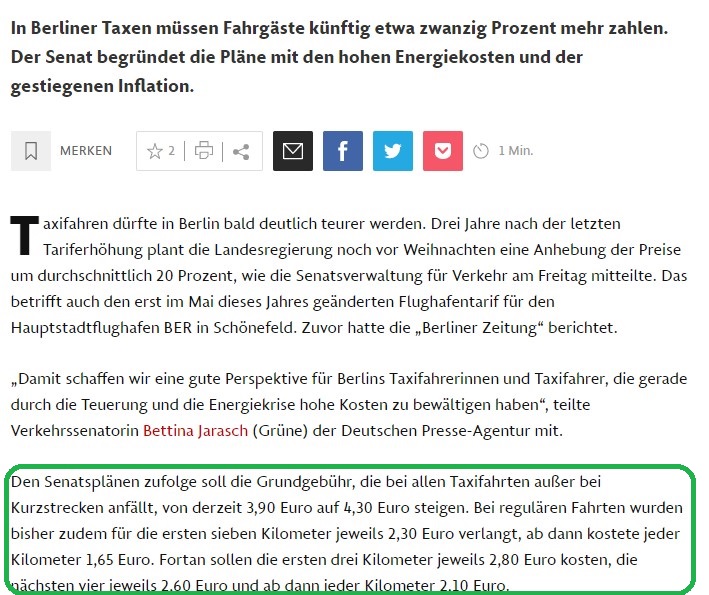 In Berliner Taxen müssen Fahrgäste künftig etwa zwanzig Prozent mehr zahlen.
Der Senat begründet die Pläne mit den hohen Energiekosten und der
gestiegenen Inflation.
MERKEN
2
f
1 Min.
Taxifahren dürfte in Berlin bald deutlich teurer werden. Drei Jahre nach der letzten
Tariferhöhung plant die Landesregierung noch vor Weihnachten eine Anhebung der Preise
um durchschnittlich 20 Prozent, wie die Senatsverwaltung für Verkehr am Freitag mitteilte. Das
betrifft auch den erst im Mai dieses Jahres geänderten Flughafentarif für den
Hauptstadtflughafen BER in Schönefeld. Zuvor hatte die „Berliner Zeitung“ berichtet.
„Damit schaffen wir eine gute Perspektive für Berlins Taxifahrerinnen und Taxifahrer, die gerade
durch die Teuerung und die Energiekrise hohe Kosten zu bewältigen haben“, teilte
Verkehrssenatorin Bettina Jarasch (Grüne) der Deutschen Presse-Agentur mit.
Den Senatsplänen zufolge soll die Grundgebühr, die bei allen Taxifahrten außer bei
Kurzstrecken anfällt, von derzeit 3,90 Euro auf 4,30 Euro steigen. Bei regulären Fahrten wurden
bisher zudem für die ersten sieben Kilometer jeweils 2,30 Euro verlangt, ab dann kostete jeder
Kilometer 1,65 Euro. Fortan sollen die ersten drei Kilometer jeweils 2,80 Euro kosten, die
nächsten vier jeweils 2,60 Euro und ab dann jeder Kilometer 2,10 Euro.